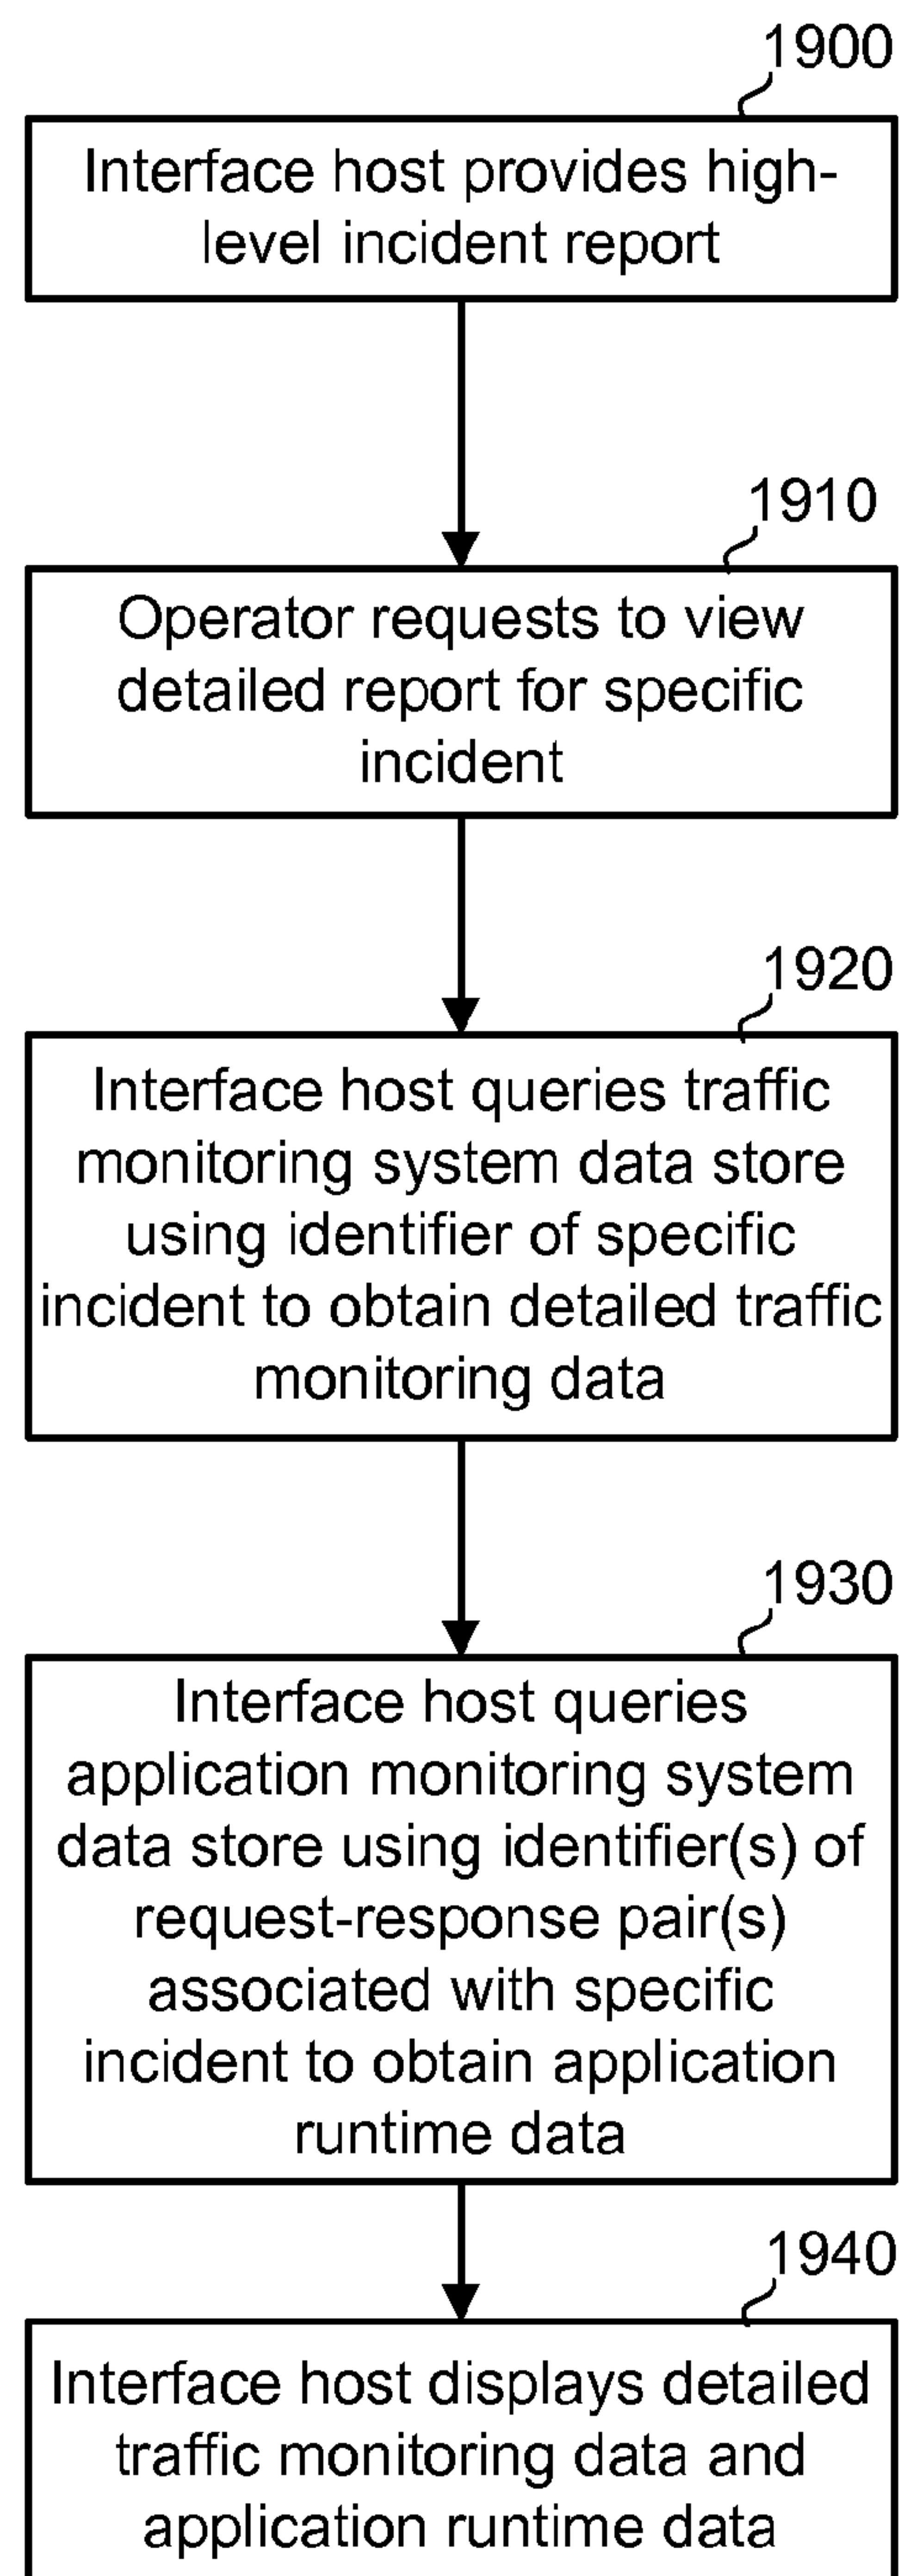 1900
Interface host provides high-
level incident report
1910
Operator requests to view
detailed report for specific
incident
1920
Interface host queries traffic
monitoring system data store
using identifier of specific
incident to obtain detailed traffic
monitoring data
1930
Interface host queries
application monitoring system
data store using identifier(s) of
request-response pair(s)
associated with specific
incident to obtain application
runtime data
1940
Interface host displays detailed
traffic monitoring data and
application runtime data